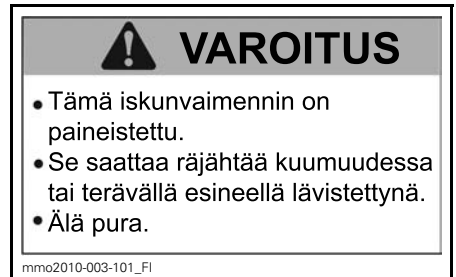 VAROITUS
• Tämä iskunvaimennin on
paineistettu.
• Se saattaa räjähtää kuumuudessa
tai terävällä esineellä lävistettynä.
• Älä pura.
mmo2010-003-101_FI